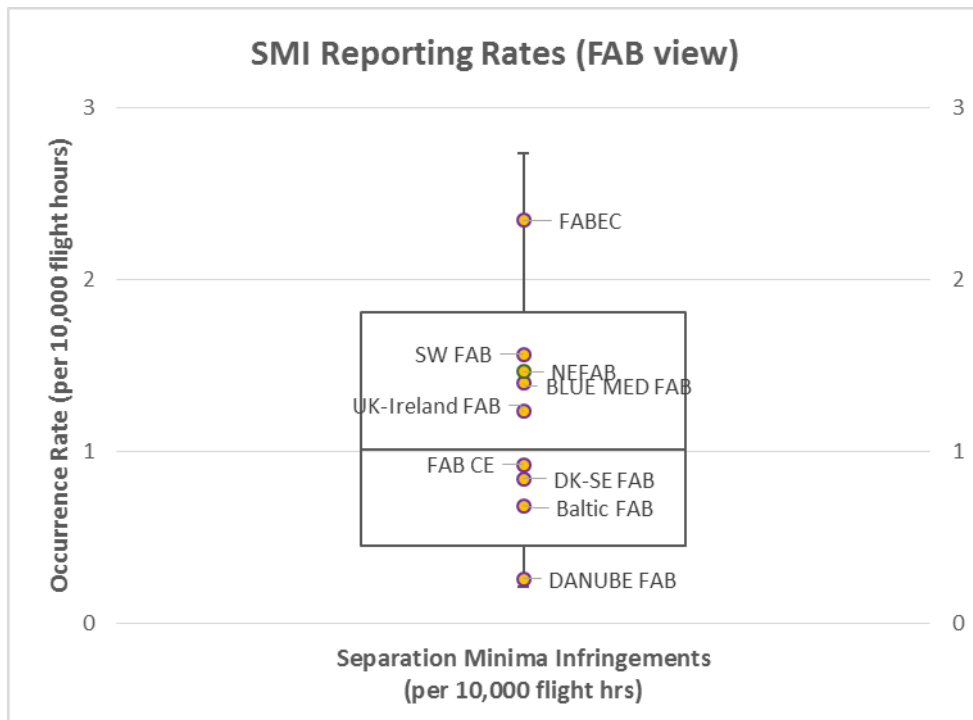 SMI Reporting Rates (FAB view)
3
3
Occurrence Rate (per 10,000 flight hours)
FABEC
2
2
SW FAB
NEFAB
BLUE MED FAB
UK-Ireland FAB
1
1
FAB CE
DK-SE FAB
Baltic FAB
DANUBE FAB
0
0
Separation Minima Infringements
(per 10,000 flight hrs)